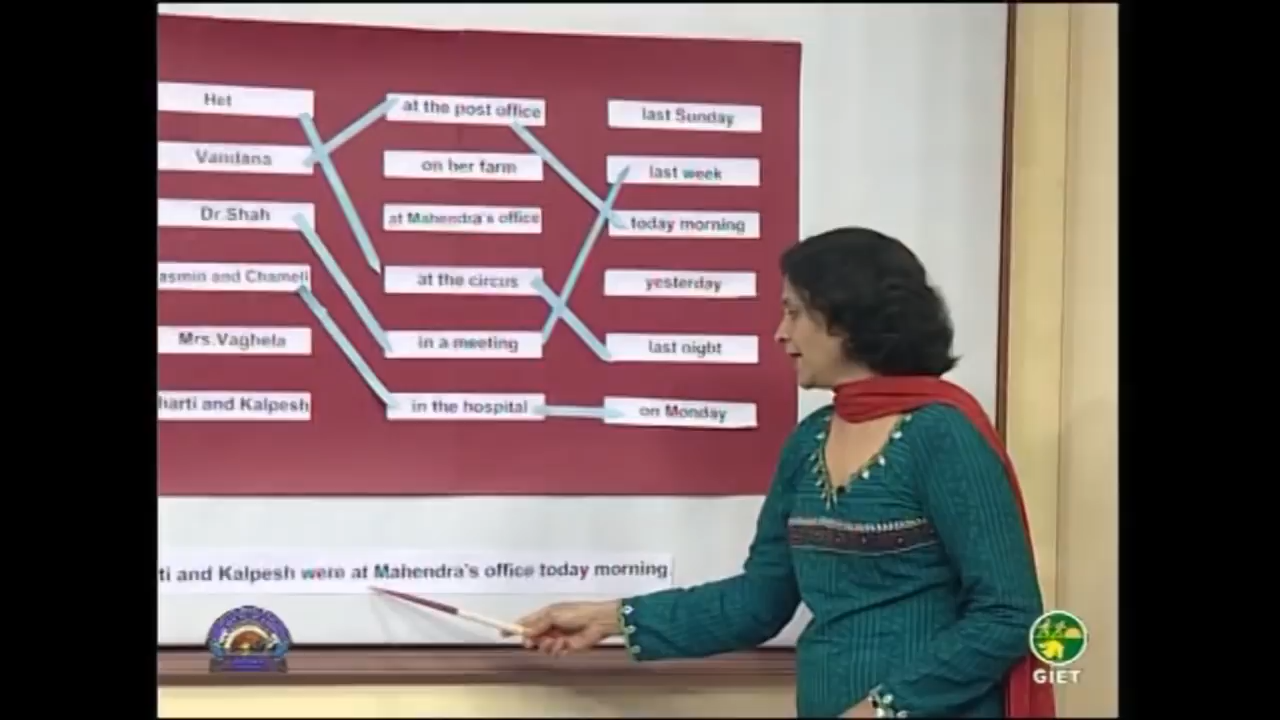 Het at the post office last Sunday
Vandana on her farm last week
Dr.Shah at Mahendra's office today morning
asmin and Chameli at the circus yesterday
Mrs.Vaghela in a meeting last night
harti and Kalpesh in the hospital on Monday
ti and Kalpesh were at Mahendra's office today morning
GIET